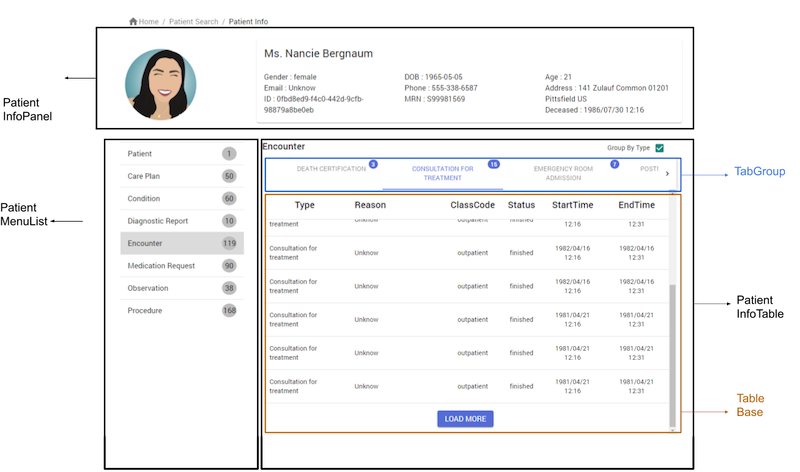 Home / Patient Search / Patient Info
Ms. Nancie Bergnaum
Gender : female
Email : Unknow
ID : 0fbd8ed9-f4c0-442d-9cfb-
98879a8be0eb
DOB : 1965-05-05
Phone : 555-338-6587
MRN : S99981569
Age : 21
Address : 141 Zulauf Common 01201
Pittsfield US
Deceased : 1986/07/30 12:16
Patient
InfoPanel
Patient
MenuList
Patient 1
Care Plan 50
Condition 60
Diagnostic Report 10
Encounter 119
Medication Request 90
Observation 38
Procedure 168
Encounter
Group By Type
DEATH CERTIFICATION 3
CONSULTATION FOR 15
TREATMENT
EMERGENCY ROOM 7
ADMISSION
POSTI
TabGroup
Type Reason ClassCode Status StartTime EndTime
treatment Unknow outpatient finished 12:16 12:31
Consultation for 1982/04/16 1982/04/16
treatment Unknow outpatient finished 12:16 12:31
Consultation for 1982/04/16 1982/04/16
treatment Unknow outpatient finished 12:16 12:31
Consultation for 1981/04/21 1981/04/21
treatment Unknow outpatient finished 12:16 12:31
Consultation for 1981/04/21 1981/04/21
treatment Unknow outpatient finished 12:16 12:31
Consultation for 1981/04/21 1981/04/21
treatment Unknow outpatient finished 12:16 12:31
LOAD MORE
Patient
InfoTable
Table
Base